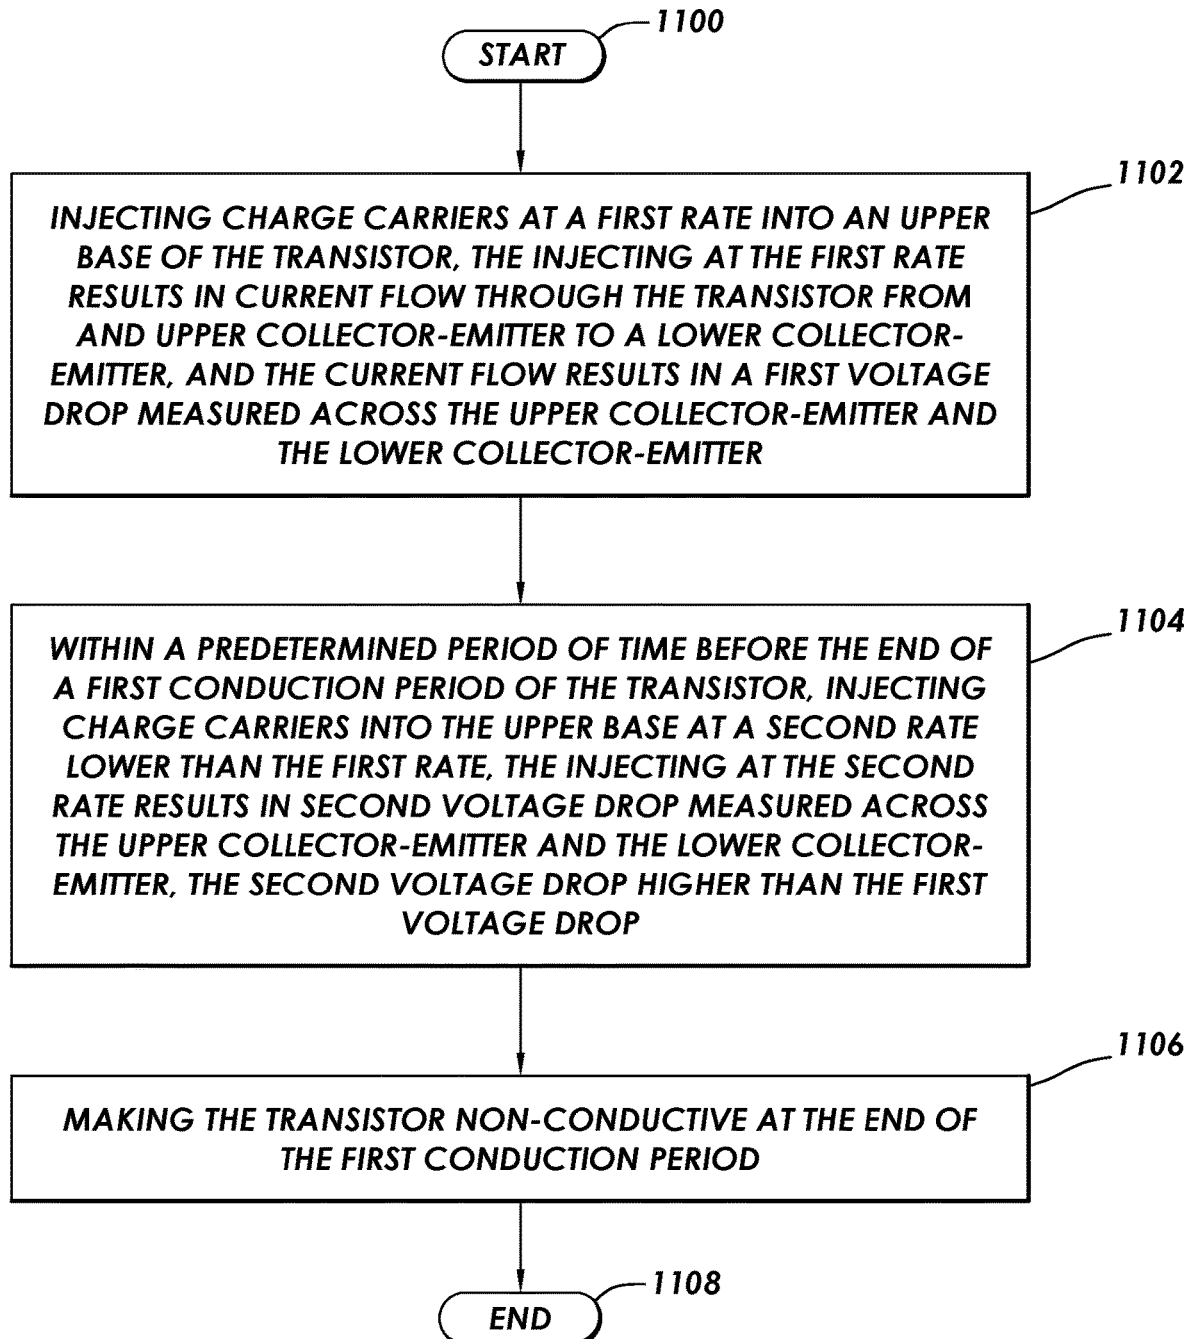 1100
START
1102
INJECTING CHARGE CARRIERS AT A FIRST RATE INTO AN UPPER
BASE OF THE TRANSISTOR, THE INJECTING AT THE FIRST RATE
RESULTS IN CURRENT FLOW THROUGH THE TRANSISTOR FROM
AND UPPER COLLECTOR-EMITTER TO A LOWER COLLECTOR-
EMITTER, AND THE CURRENT FLOW RESULTS IN A FIRST VOLTAGE
DROP MEASURED ACROSS THE UPPER COLLECTOR-EMITTER AND
THE LOWER COLLECTOR-EMITTER
1104
WITHIN A PREDETERMINED PERIOD OF TIME BEFORE THE END OF
A FIRST CONDUCTION PERIOD OF THE TRANSISTOR, INJECTING
CHARGE CARRIERS INTO THE UPPER BASE AT A SECOND RATE
LOWER THAN THE FIRST RATE, THE INJECTING AT THE SECOND
RATE RESULTS IN SECOND VOLTAGE DROP MEASURED ACROSS
THE UPPER COLLECTOR-EMITTER AND THE LOWER COLLECTOR-
EMITTER, THE SECOND VOLTAGE DROP HIGHER THAN THE FIRST
VOLTAGE DROP
1106
MAKING THE TRANSISTOR NON-CONDUCTIVE AT THE END OF
THE FIRST CONDUCTION PERIOD
1108
END